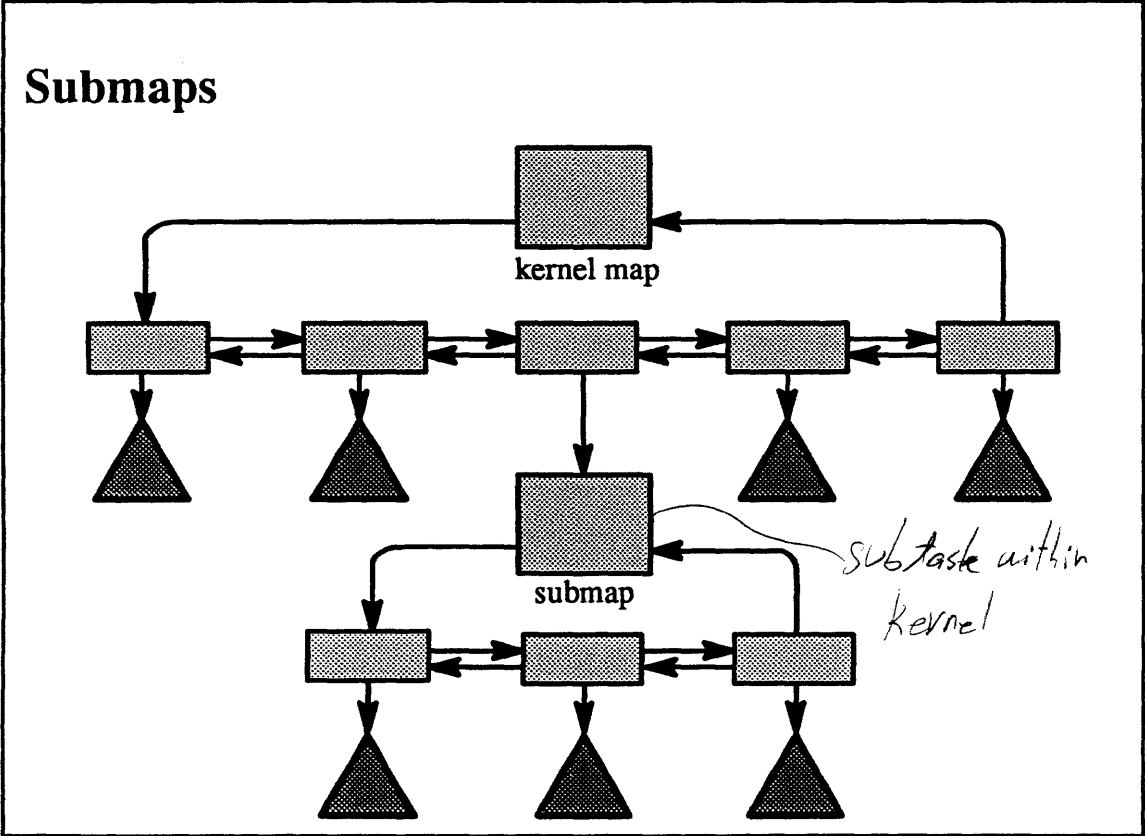 Submaps
kernel map
submap
subtask within
kernel